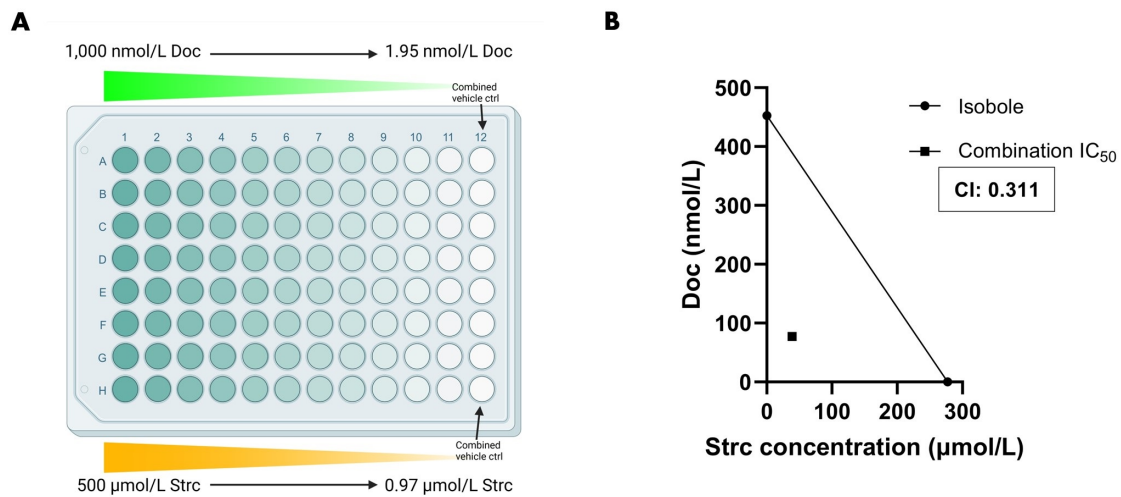 A
1,000 nmol/L Doc
1.95 nmol/L Doc
Combined
vehicle ctrl
1 2 3 4 5 6 7 8 9 10 11 12
A
B
C
D
E
F
G
H
Combined
vehicle ctrl
500 µmol/L Strc
0.97 µmol/L Strc
B
500
400
300
200
100
0
Doc (nmol/L)
0 100 200 300
Strc concentration (µmol/L)
Isobole
Combination IC50
CI: 0.311